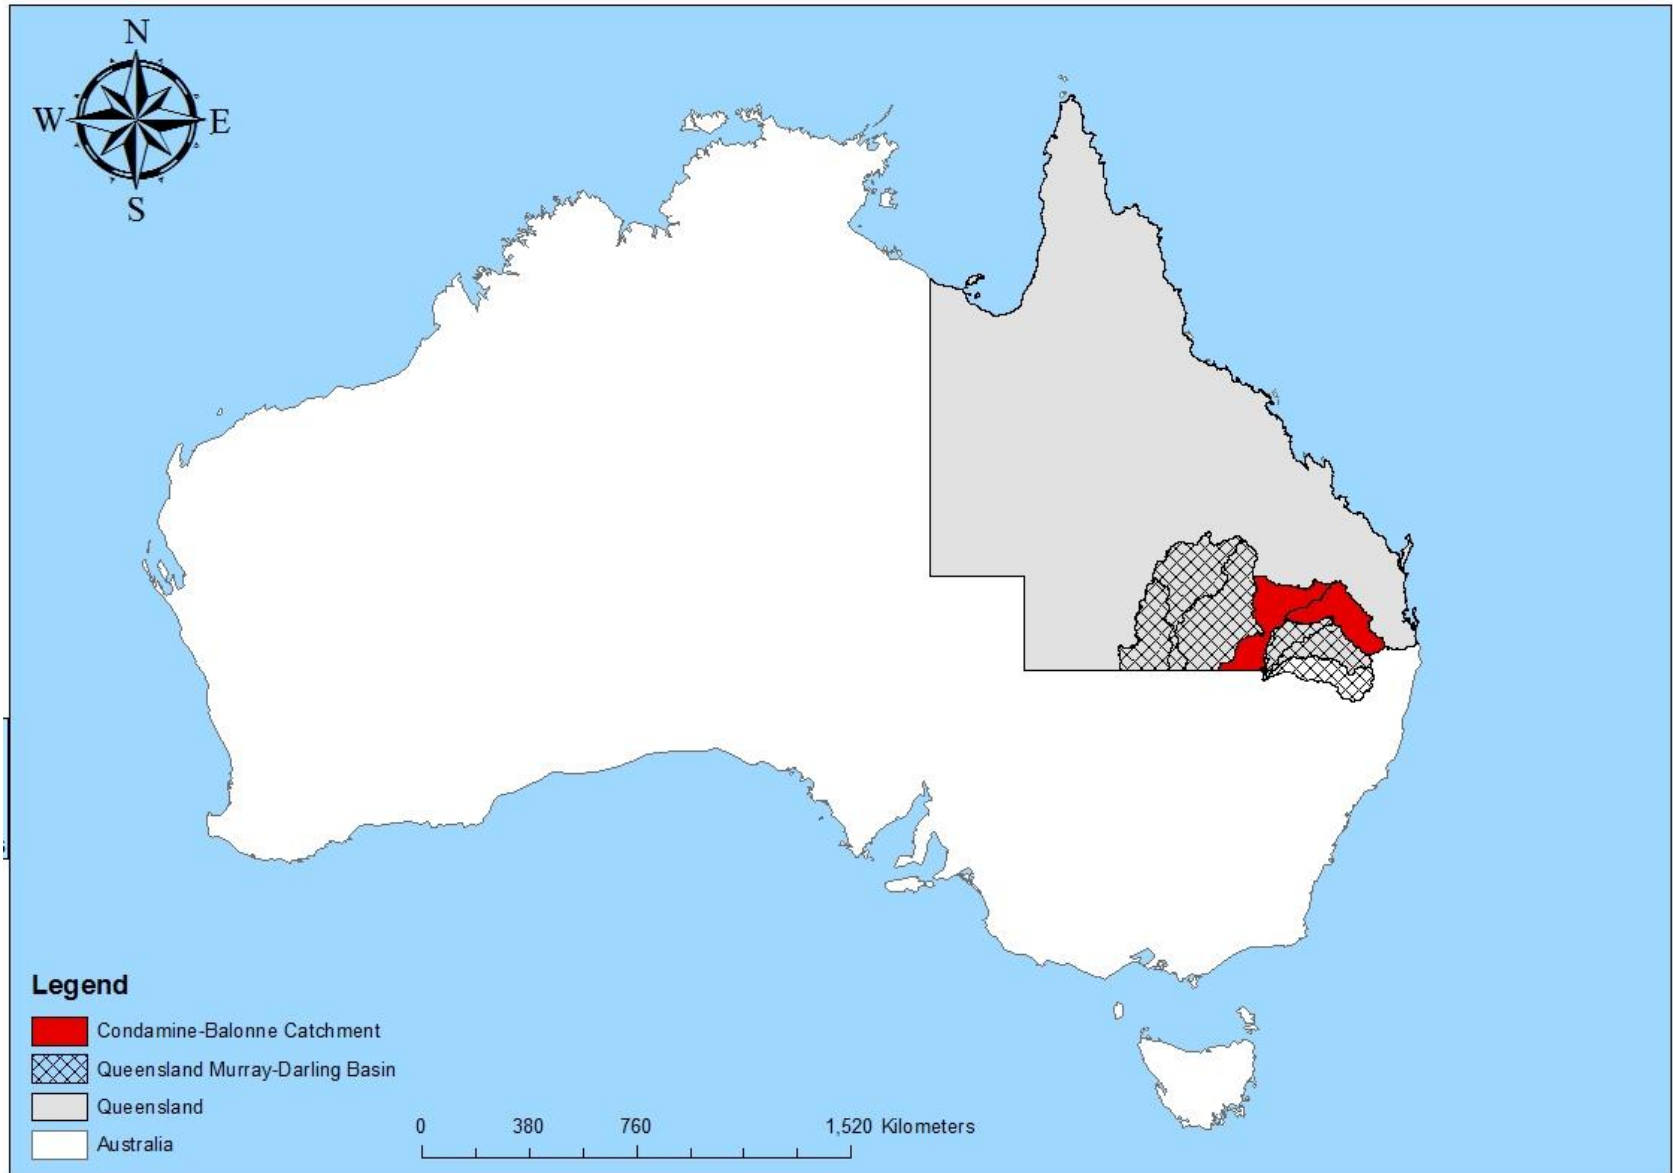 N
W E
S
Legend
Condamine-Balonne Catchment
Queensland Murray-Darling Basin
Queensland
Australia
0 380 760 1,520 Kilometers